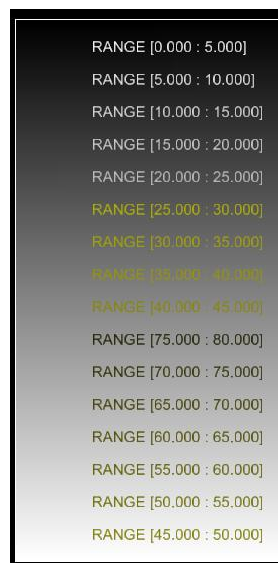 RANGE [0.000 : 5.000]
RANGE [5.000 : 10.000]
RANGE [10.000 : 15.000]
RANGE [15.000 : 20.000]
RANGE [20.000 : 25.000]
RANGE [25.000 : 30.000]
RANGE [30.000 : 35.000]
RANGE [35.000 : 40.000]
RANGE [40.000 : 45.000]
RANGE [75.000 : 80.000]
RANGE [70.000 : 75.000]
RANGE [65.000 : 70.000]
RANGE [60.000 : 65.000]
RANGE [55.000 : 60.000]
RANGE [50.000 : 55.000]
RANGE [45.000 : 50.000]